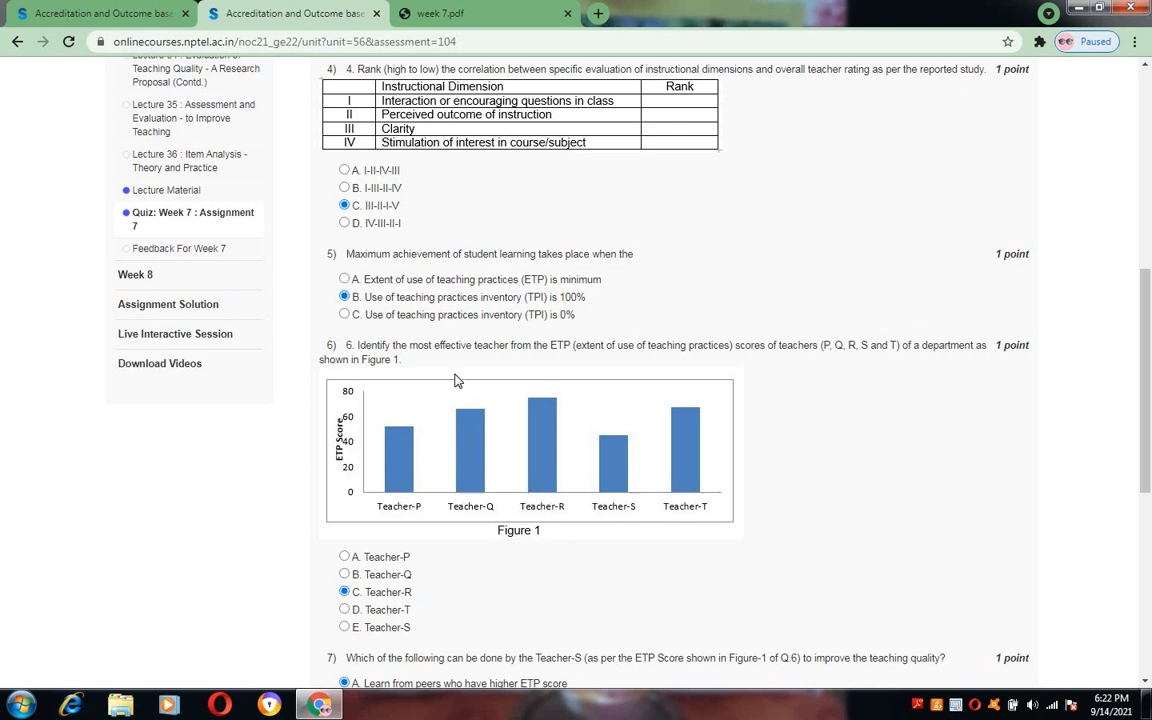 Accreditation and Outcome base
Accreditation and Outcome base
week 7.pdf
onlinecourses.nptel.ac.in/noc21_ge22/unit?unit=56&assessment=104
Paused
Teaching Quality - A Research
Proposal (Contd.)
Lecture 35 : Assessment and
Evaluation - to Improve
Teaching
Lecture 36 : Item Analysis -
Theory and Practice
Lecture Material
Quiz: Week 7 : Assignment
7
Feedback For Week 7
Week 8
Assignment Solution
Live Interactive Session
Download Videos
4) 4. Rank (high to low) the correlation between specific evaluation of instructional dimensions and overall teacher rating as per the reported study. 1 point
Instructional Dimension Rank
I Interaction or encouraging questions in class
II Perceived outcome of instruction
III Clarity
IV Stimulation of interest in course/subject
A. I-II-IV-III
B. I-III-II-IV
C. III-II-I-V
D. IV-III-II-I
5) Maximum achievement of student learning takes place when the 1 point
A. Extent of use of teaching practices (ETP) is minimum
B. Use of teaching practices inventory (TPI) is 100%
C. Use of teaching practices inventory (TPI) is 0%
6) 6. Identify the most effective teacher from the ETP (extent of use of teaching practices) scores of teachers (P, Q, R, S and T) of a department as 1 point
shown in Figure 1.
80
60
40
20
0
ETP Score
Teacher-P Teacher-Q Teacher-R Teacher-S Teacher-T
Figure 1
A. Teacher-P
B. Teacher-Q
C. Teacher-R
D. Teacher-T
E. Teacher-S
7) Which of the following can be done by the Teacher-S (as per the ETP Score shown in Figure-1 of Q.6) to improve the teaching quality? 1 point
A. Learn from peers who have higher ETP score
6:22 PM
9/14/2021